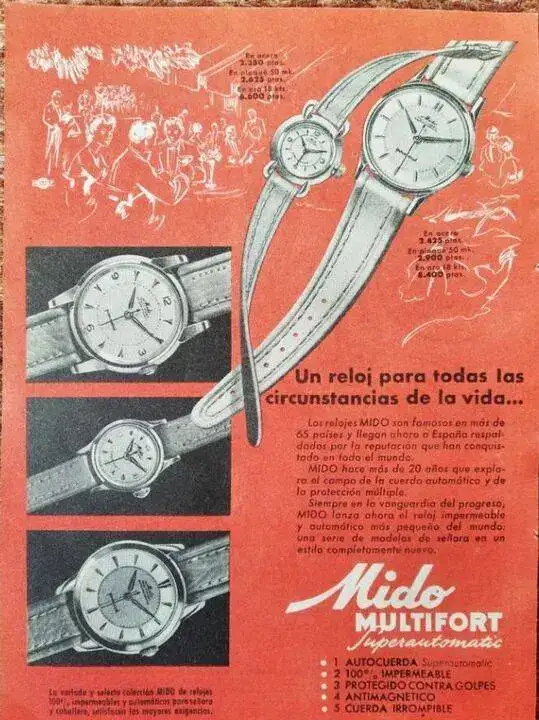 En acero
2.350 ptas.
En plaqué 50 mk.
2.625 ptas.
En oro 18 kts.
6.600 ptas.
En acero
2.625 ptas.
En plaqué 50 mk.
2.900 ptas.
En oro 18 kts.
8.400 ptas.
Un reloj para todas las
circunstancias de la vida...
Los relojes MIDO son famosos en más de
65 países y llegan ahora a España respal-
dados por la reputación que han conquis-
tado en todo el mundo.
MIDO hace más de 20 años que explo-
ra el campo de la cuerda automática y de
la protección múltiple.
Siempre en la vanguardia del progreso,
MIDO lanza ahora el reloj impermeable
y automático más pequeño del mundo:
una serie de modelos de señora en un
estilo completamente nuevo.
Mido
MULTIFORT
Superautomatic
1 AUTOCUERDA Superautomatic
2 100% IMPERMEABLE
3 PROTEGIDO CONTRA GOLPES
4 ANTIMAGNETICO
5 CUERDA IRROMPIBLE
La variada y selecta colección MIDO de relojes
100%, impermeables y automáticos para señora
y caballero, satisfacen las mayores exigencias.